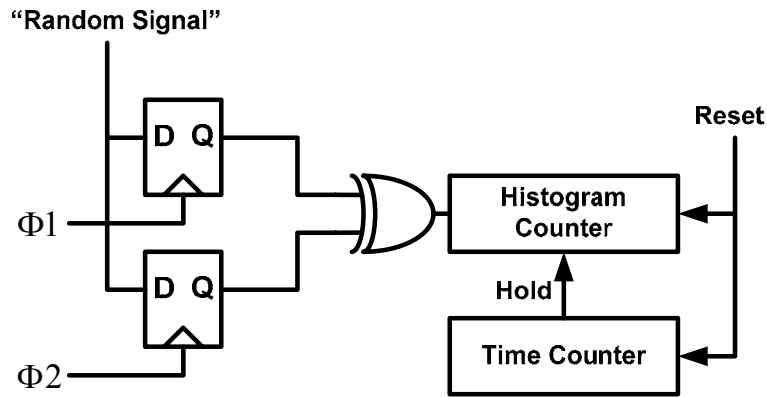 “Random Signal”
D Q
Φ1
D Q
Φ2
Histogram
Counter
Hold
Time Counter
Reset